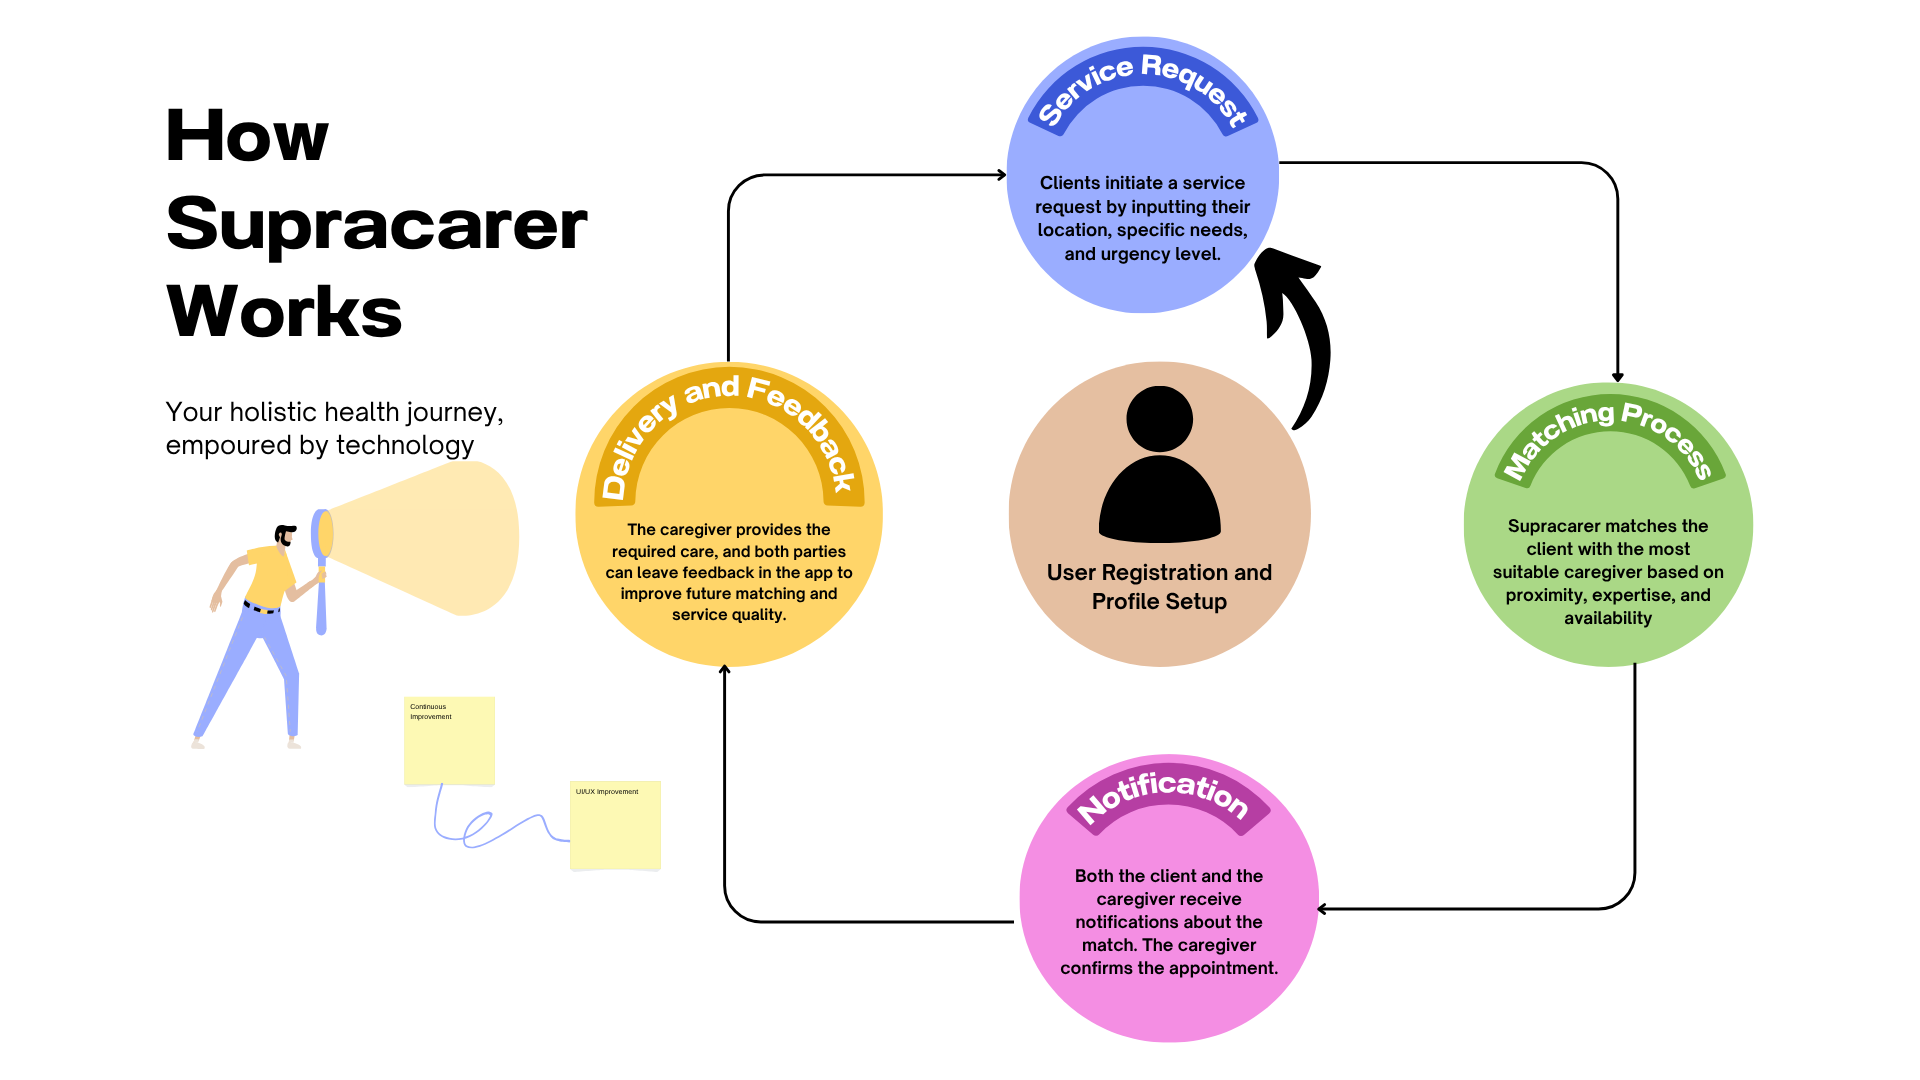 How
Supracarer
Works
Your holistic health journey,
empoured by technology
Service Request
Clients initiate a service
request by inputting their
location, specific needs,
and urgency level.
Delivery and Feedback
The caregiver provides the
required care, and both parties
can leave feedback in the app to
improve future matching and
service quality.
User Registration and
Profile Setup
Matching Process
Supracarer matches the
client with the most
suitable caregiver based on
proximity, expertise, and
availability
Continuous
Improvement
UI/UX Improvement
Notification
Both the client and the
caregiver receive
notifications about the
match. The caregiver
confirms the appointment.